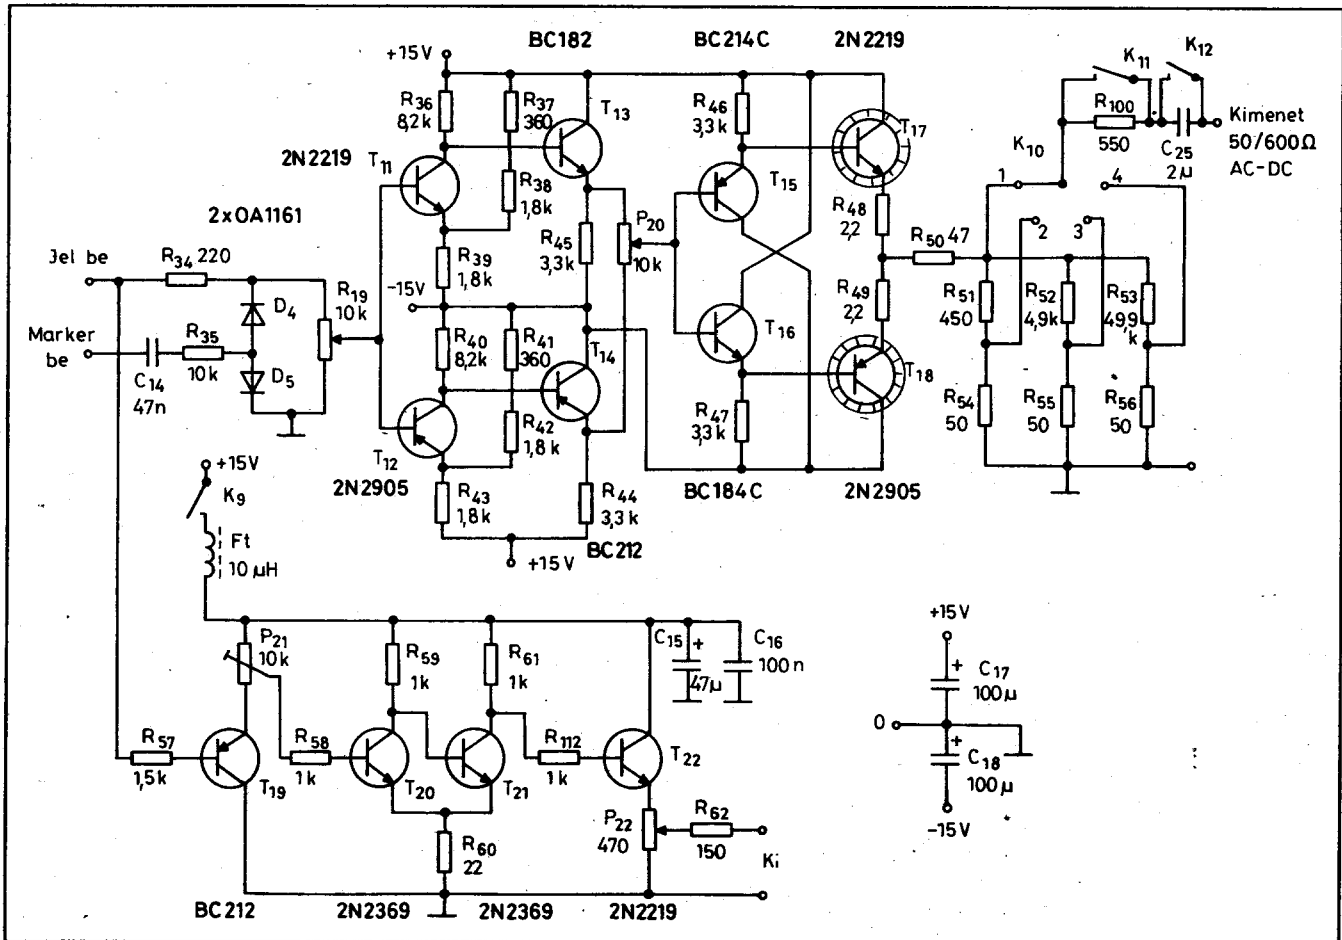 BC182
BC214C
2N2219
+15V
R36
8,2k
R37
360
T13
R46
3,3k
T17
K11
K12
R100
550
C25
2µ
Kimenet
50/600Ω
AC-DC
2N2219
T11
R38
1,8k
T15
K10
1
4
2xOA1161
P20
10k
R48
2,2
2
3
Jel be
R34 220
R39
1,8k
R45
3,3k
R50 47
-15V
R19
10k
D4
Marker
be
R35
10k
C14
47n
D5
R40
8,2k
R41
360
T14
T16
R49
2,2
R51
450
R52
4,9k
R53
49,9
k
T18
T12
R42
1,8k
R47
3,3k
R54
50
R55
50
R56
50
2N2905
BC184C
2N2905
+15V
K9
R43
1,8k
R44
3,3k
BC212
+15V
Ft
10µH
P21
10k
R59
1k
R61
1k
C15
+
47µ
C16
100n
+15V
+
C17
100µ
0
+
C18
100µ
-15V
R57
1,5k
T19
R58
1k
T20
T21
R112
1k
T22
R60
22
P22
470
R62
150
Ki
BC212
2N2369
2N2369
2N2219